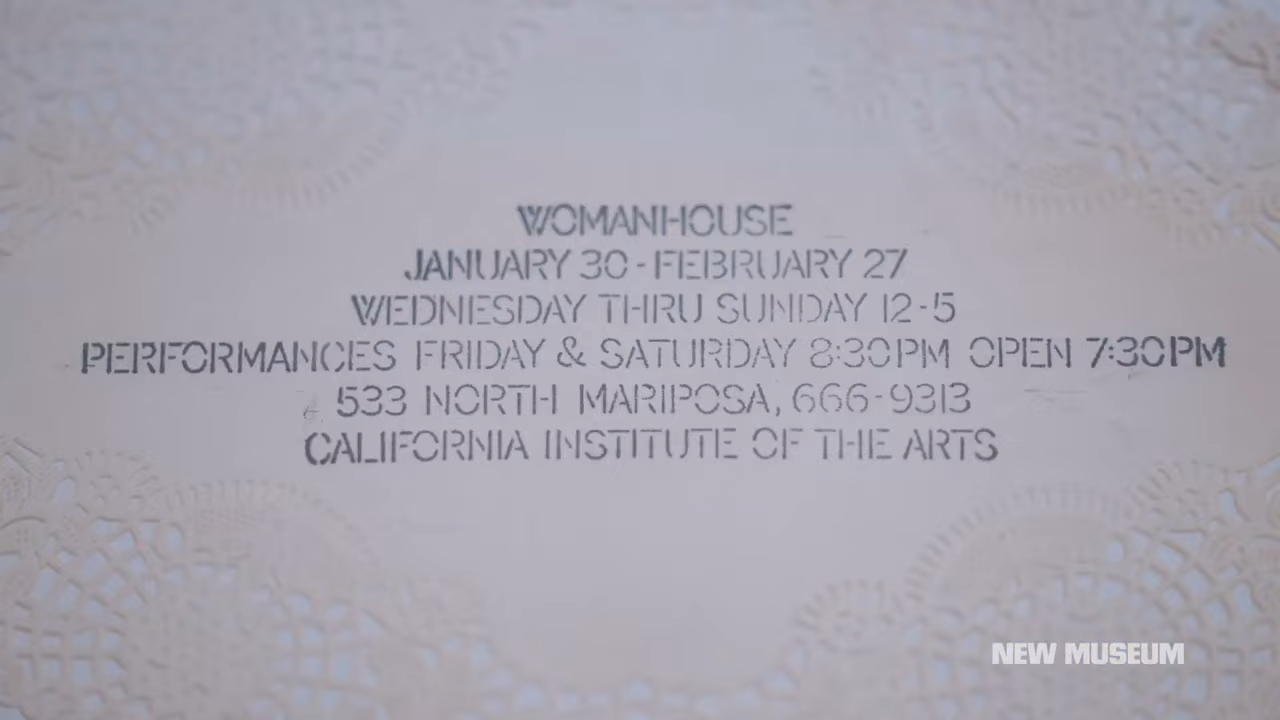 WOMANHOUSE
JANUARY 30 - FEBRUARY 27
WEDNESDAY THRU SUNDAY 12-5
PERFORMANCES FRIDAY & SATURDAY 8:30PM OPEN 7:30PM
533 NORTH MARIPOSA, 666-9313
CALIFORNIA INSTITUTE OF THE ARTS
NEW MUSEUM